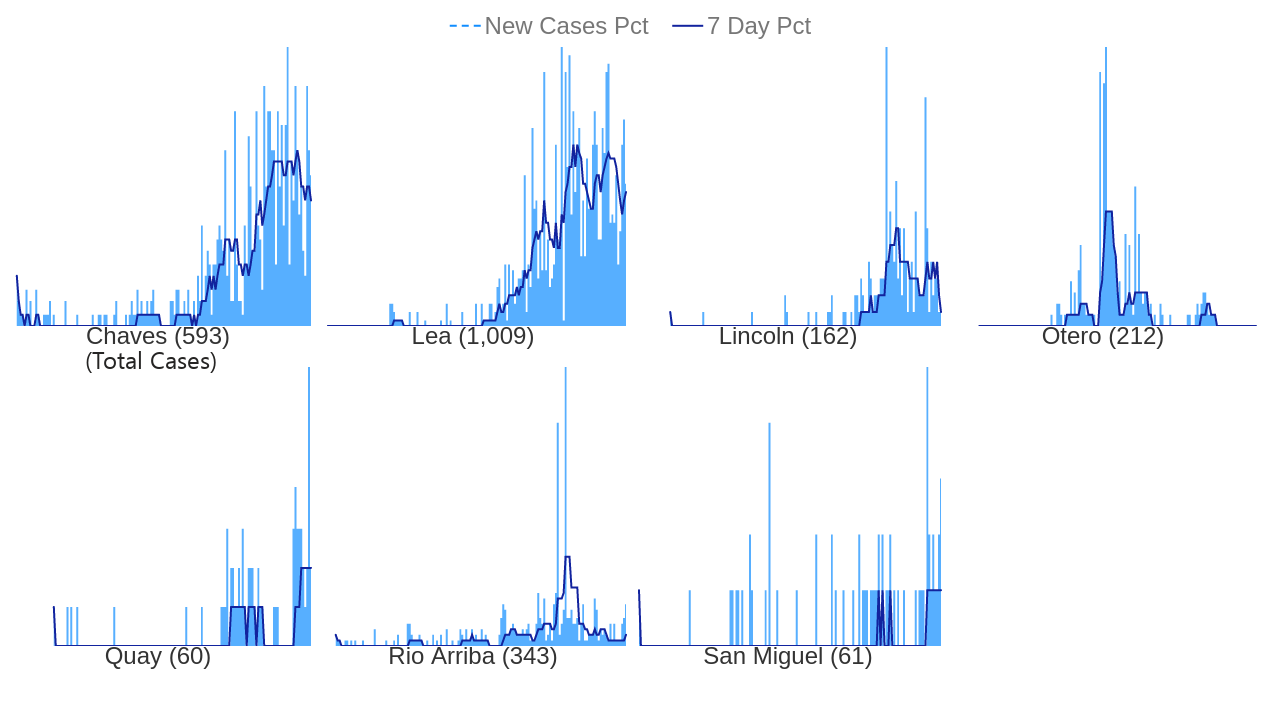 New Cases Pct 7 Day Pct
Chaves (593) Lea (1,009) Lincoln (162) Otero (212)
(Total Cases)
Quay (60) Rio Arriba (343) San Miguel (61)